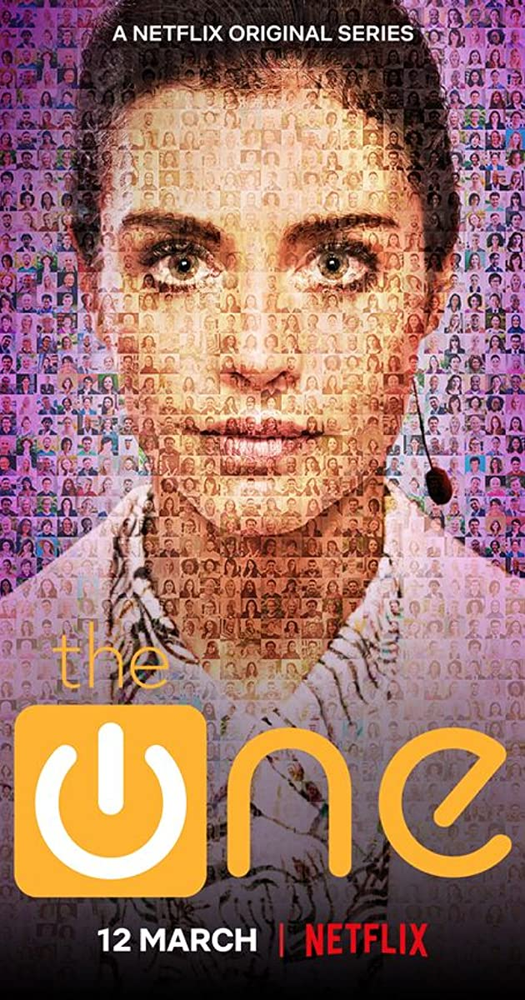 A NETFLIX ORIGINAL SERIES
the
One
12 MARCH | NETFLIX